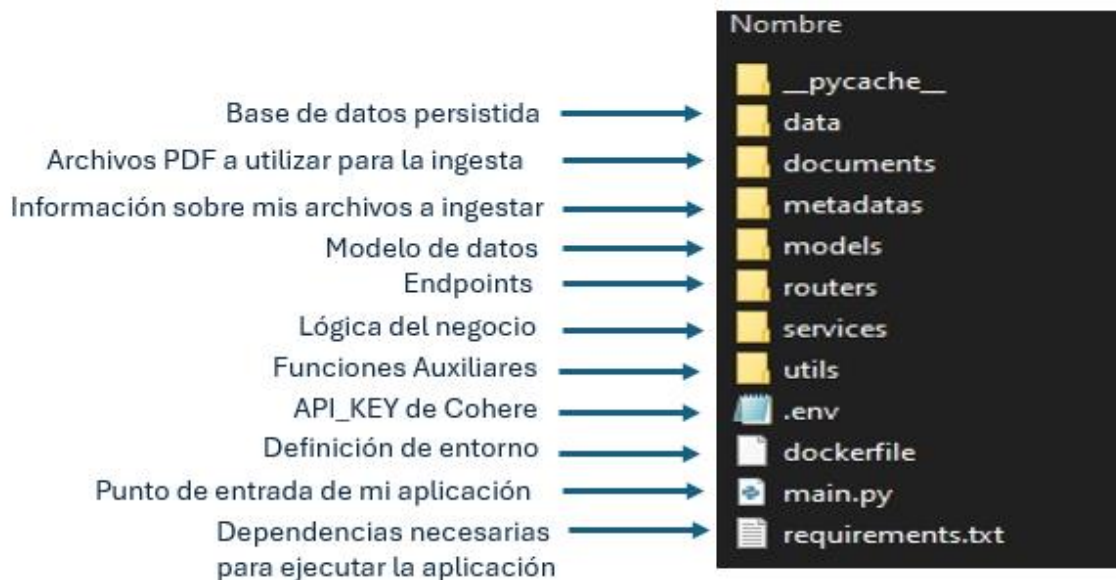 Nombre
__pycache__
Base de datos persistida data
Archivos PDF a utilizar para la ingesta documents
Información sobre mis archivos a ingestar metadatas
Modelo de datos models
Endpoints routers
Lógica del negocio services
Funciones Auxiliares utils
API_KEY de Cohere .env
Definición de entorno dockerfile
Punto de entrada de mi aplicación main.py
Dependencias necesarias requirements.txt
para ejecutar la aplicación